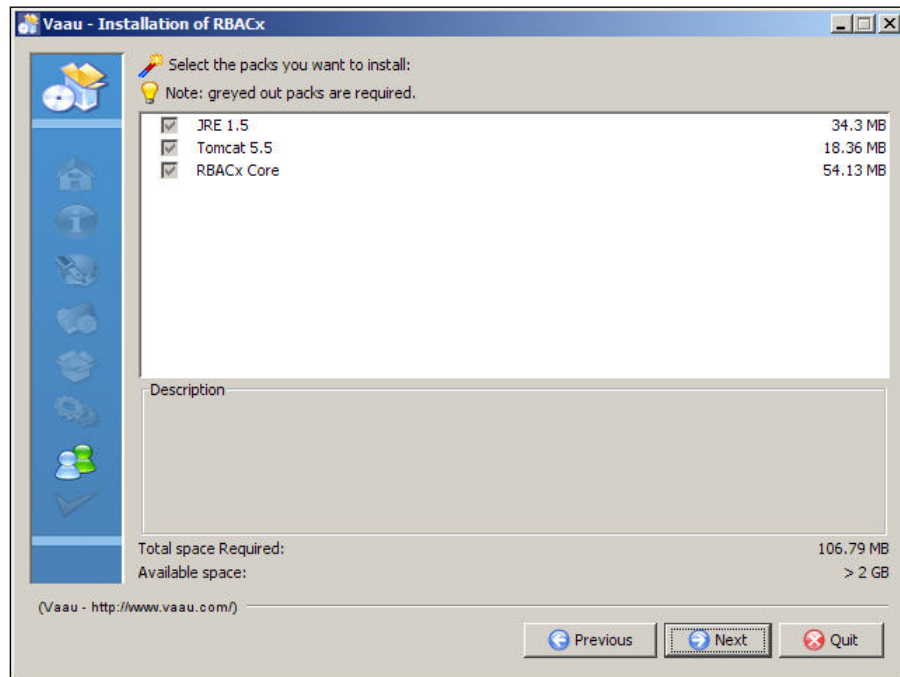 Vaau - Installation of RBACx
Select the packs you want to install:
Note: greyed out packs are required.
JRE 1.5 34.3 MB
Tomcat 5.5 18.36 MB
RBACx Core 54.13 MB
Description
Total space Required: 106.79 MB
Available space: > 2 GB
(Vaau - http://www.vaau.com/)
Previous Next Quit